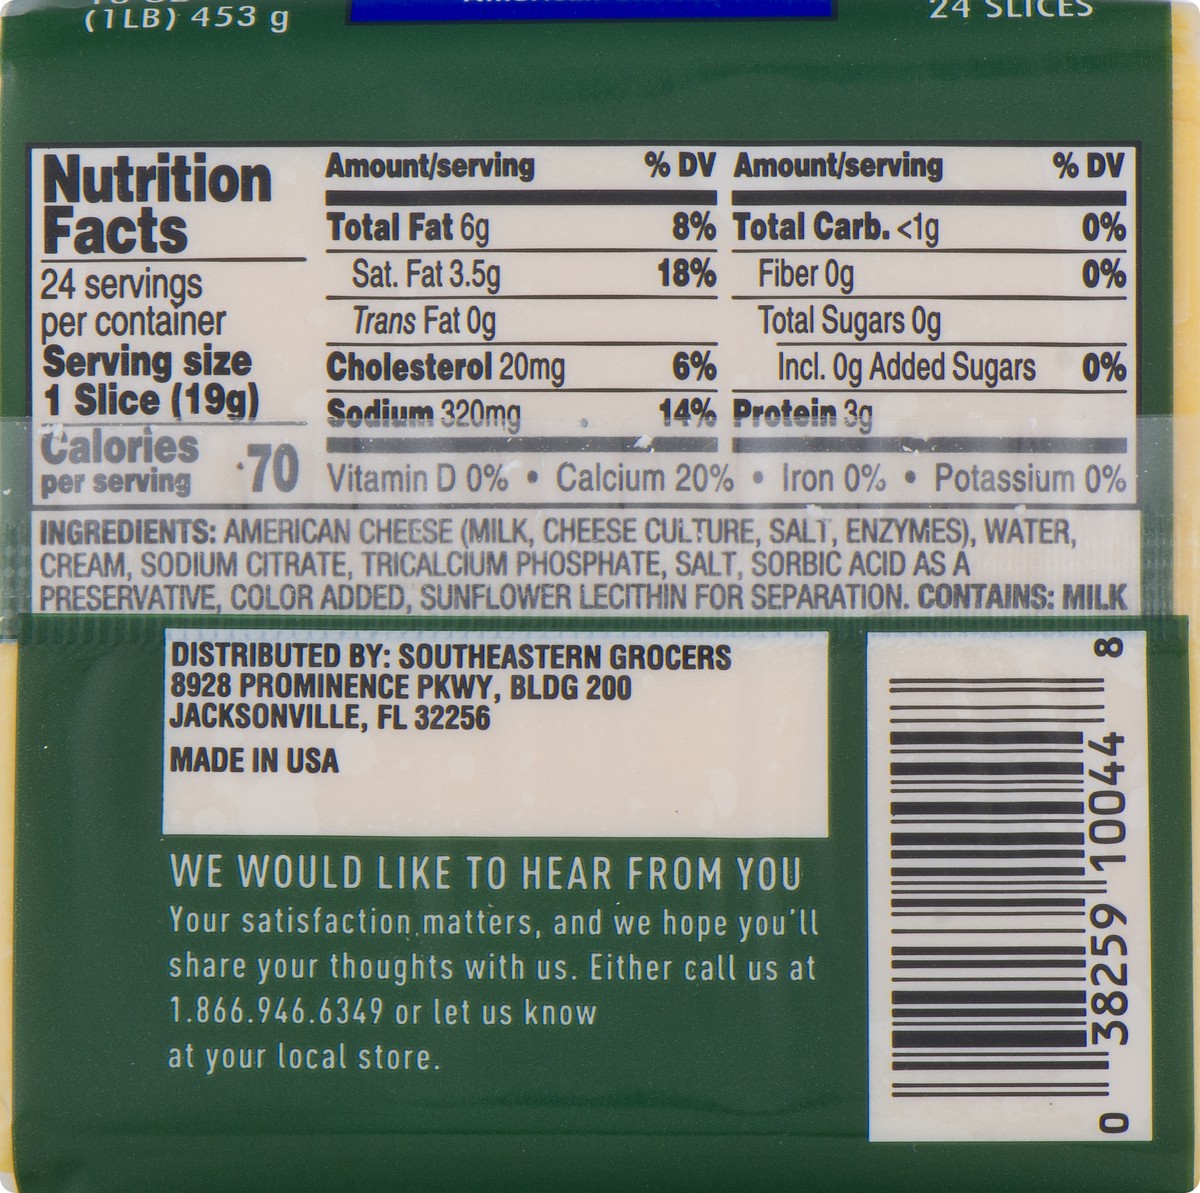 (1LB) 453 g
24 SLICES
Nutrition
Facts
24 servings
per container
Serving size
1 Slice (19g)
Calories
per serving
70
Amount/serving % DV
Total Fat 6g 8%
Sat. Fat 3.5g 18%
Trans Fat 0g
Cholesterol 20mg 6%
Sodium 320mg 14%
Amount/serving % DV
Total Carb. <1g 0%
Fiber 0g 0%
Total Sugars 0g
Incl. 0g Added Sugars 0%
Protein 3g
Vitamin D 0% • Calcium 20% • Iron 0% • Potassium 0%
INGREDIENTS: AMERICAN CHEESE (MILK, CHEESE CULTURE, SALT, ENZYMES), WATER,
CREAM, SODIUM CITRATE, TRICALCIUM PHOSPHATE, SALT, SORBIC ACID AS A
PRESERVATIVE, COLOR ADDED, SUNFLOWER LECITHIN FOR SEPARATION. CONTAINS: MILK
DISTRIBUTED BY: SOUTHEASTERN GROCERS
8928 PROMINENCE PKWY, BLDG 200
JACKSONVILLE, FL 32256
MADE IN USA
WE WOULD LIKE TO HEAR FROM YOU
Your satisfaction matters, and we hope you'll
share your thoughts with us. Either call us at
1.866.946.6349 or let us know
at your local store.
0 38259 10044 8